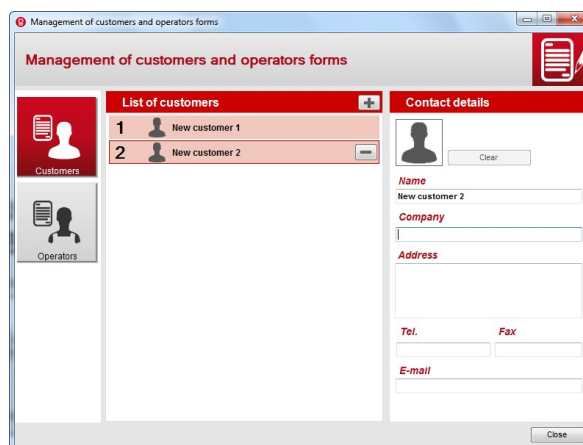 Management of customers and operators forms
Management of customers and operators forms
Customers
Operators
List of customers
1 New customer 1
2 New customer 2
Contact details
Clear
Name
New customer 2
Company
Address
Tel. Fax
E-mail
Close